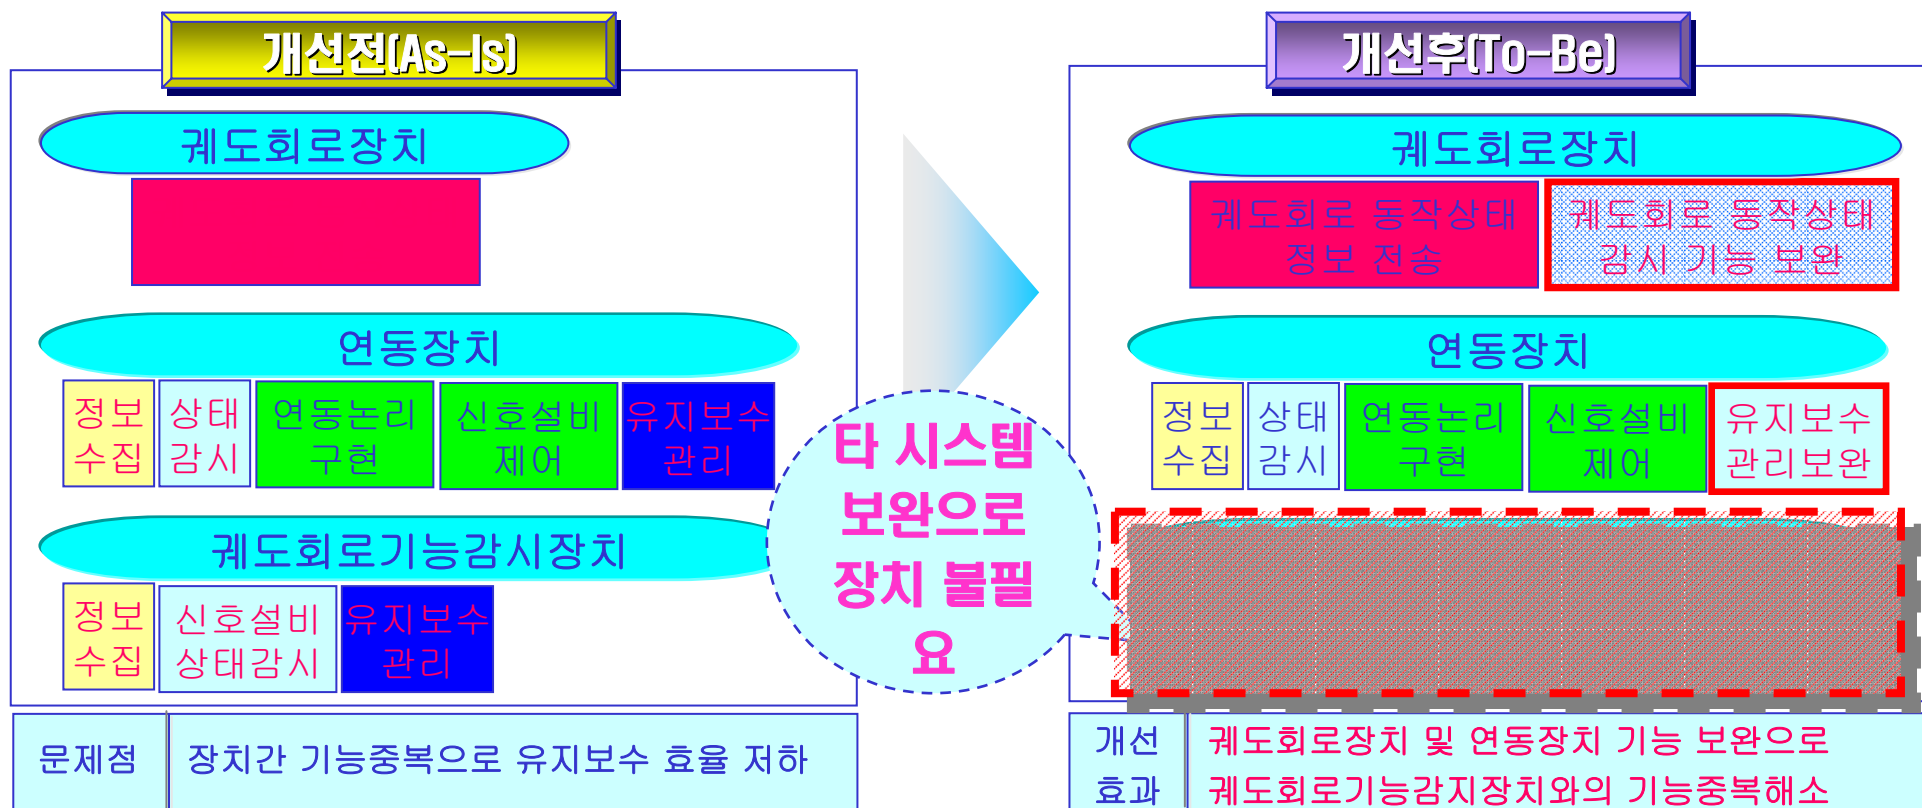 개선전(As-Is)
궤도회로장치
연동장치
정보
수집
상태
감시
연동논리
구현
신호설비
제어
유지보수
관리
궤도회로기능감시장치
정보
수집
신호설비
상태감시
유지보수
관리
문제점
장치간 기능중복으로 유지보수 효율 저하
타 시스템
보완으로
장치 불필
요
개선후(To-Be)
궤도회로장치
궤도회로 동작상태
정보 전송
궤도회로 동작상태
감시 기능 보완
연동장치
정보
수집
상태
감시
연동논리
구현
신호설비
제어
유지보수
관리보완
개선
효과
궤도회로장치 및 연동장치 기능 보완으로
궤도회로기능감지장치와의 기능중복해소